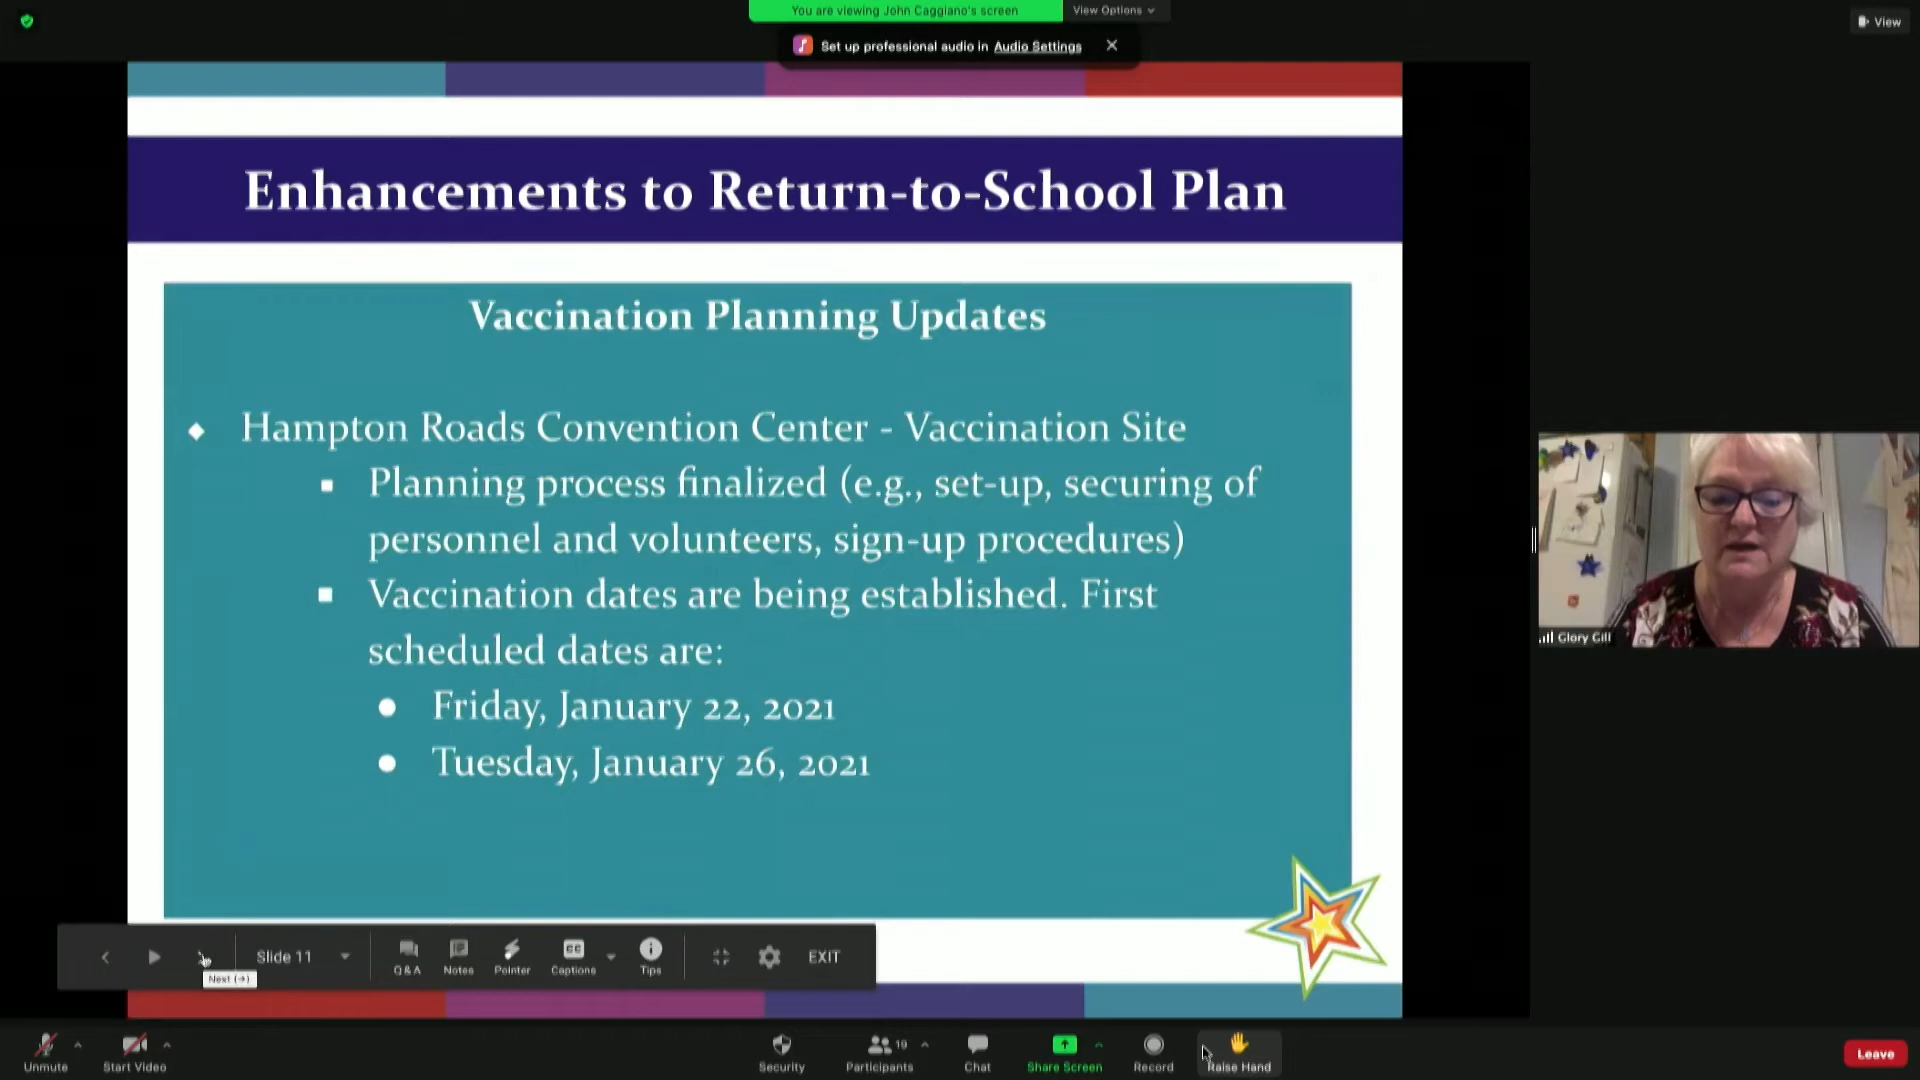 You are viewing John Caggiano's screen
View Options
View
Set up professional audio in Audio Settings
Enhancements to Return-to-School Plan
Vaccination Planning Updates
Hampton Roads Convention Center - Vaccination Site
Planning process finalized (e.g., set-up, securing of
personnel and volunteers, sign-up procedures)
Vaccination dates are being established. First
scheduled dates are:
Friday, January 22, 2021
Tuesday, January 26, 2021
Glory Gill
Slide 11
Q&A
Notes
Pointer
CC
Captions
Tips
EXIT
Next (→)
Unmute
Start Video
Security
19
Participants
Chat
Share Screen
Record
Raise Hand
Leave